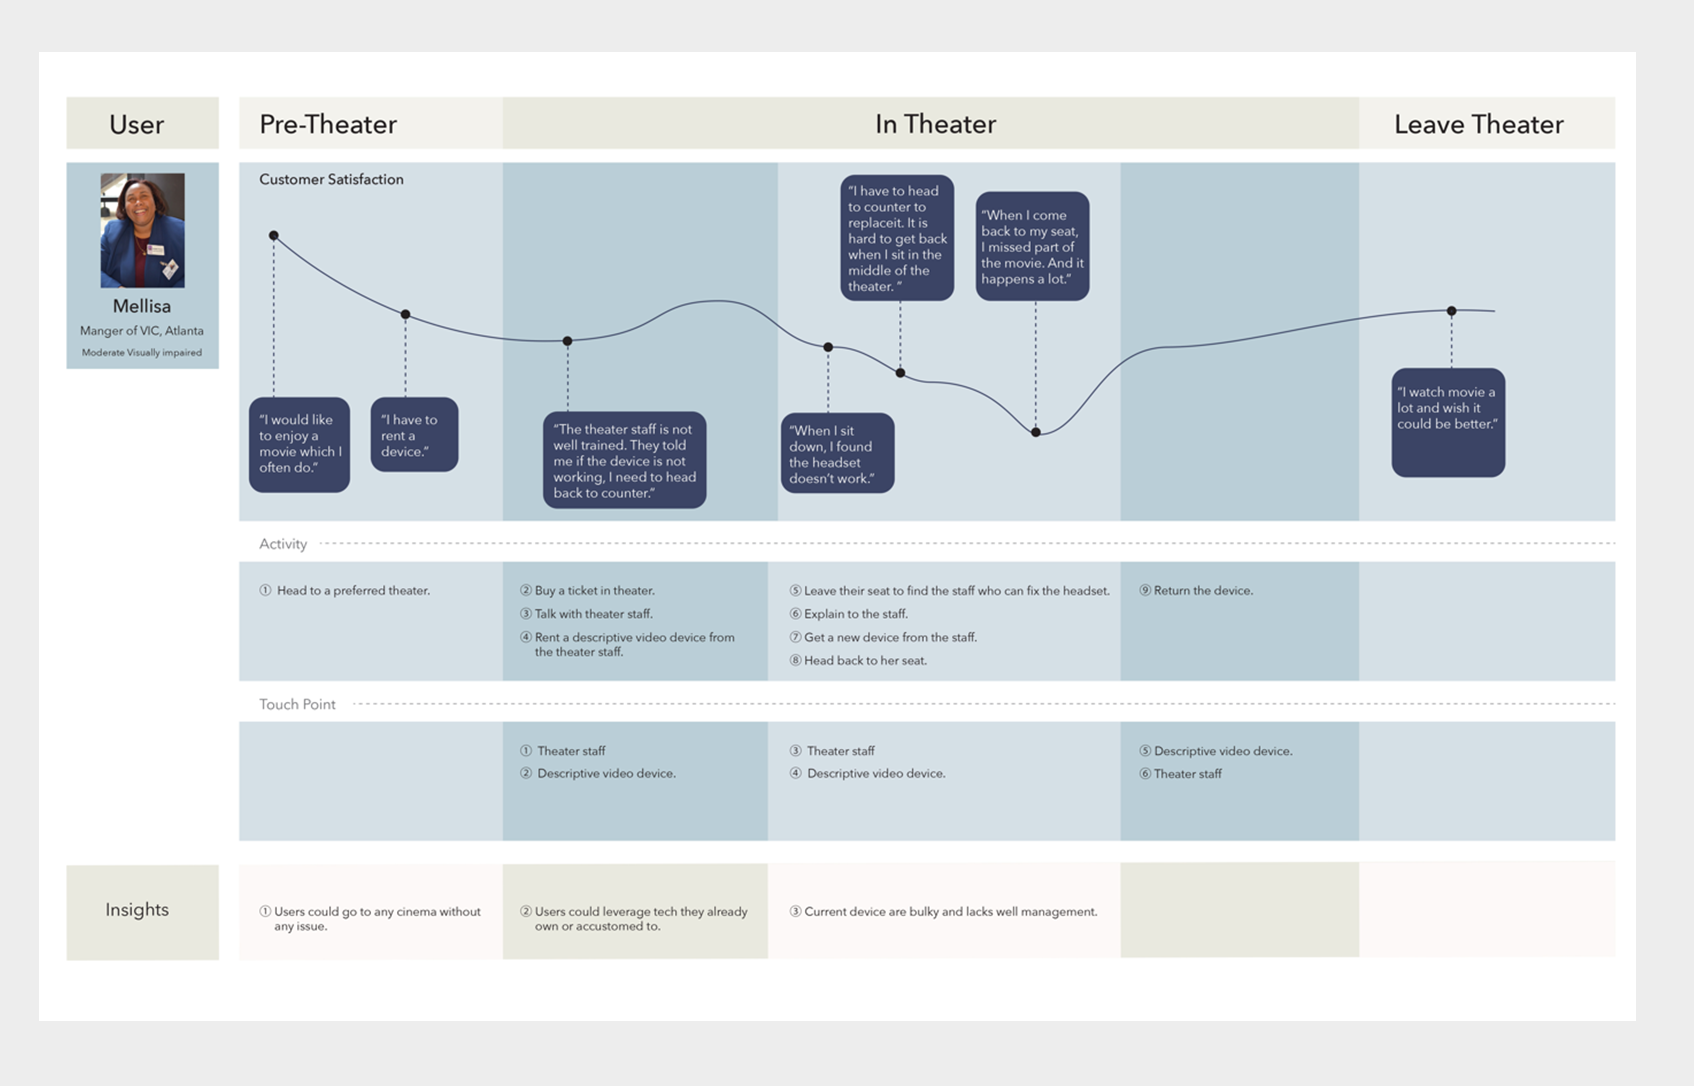 User
Pre-Theater
In Theater
Leave Theater
Mellisa
Manger of VIC, Atlanta
Moderate Visually impaired
Customer Satisfaction
“I would like
to enjoy a
movie which I
often do.”
“I have to
rent a
device.”
“The theater staff is not
well trained. They told
me if the device is not
working, I need to head
back to counter.”
“When I sit
down, I found
the headset
doesn’t work.”
“I have to head
to counter to
replaceit. It is
hard to get back
when I sit in the
middle of the
theater. “
“When I come
back to my seat,
I missed part of
the movie. And it
happens a lot.”
“I watch movie a
lot and wish it
could be better.”
Activity
① Head to a preferred theater.
② Buy a ticket in theater.
③ Talk with theater staff.
④ Rent a descriptive video device from
the theater staff.
⑤ Leave their seat to find the staff who can fix the headset.
⑥ Explain to the staff.
⑦ Get a new device from the staff.
⑧ Head back to her seat.
⑨ Return the device.
Touch Point
① Theater staff
② Descriptive video device.
③ Theater staff
④ Descriptive video device.
⑤ Descriptive video device.
⑥ Theater staff
Insights
① Users could go to any cinema without
any issue.
② Users could leverage tech they already
own or accustomed to.
③ Current device are bulky and lacks well management.